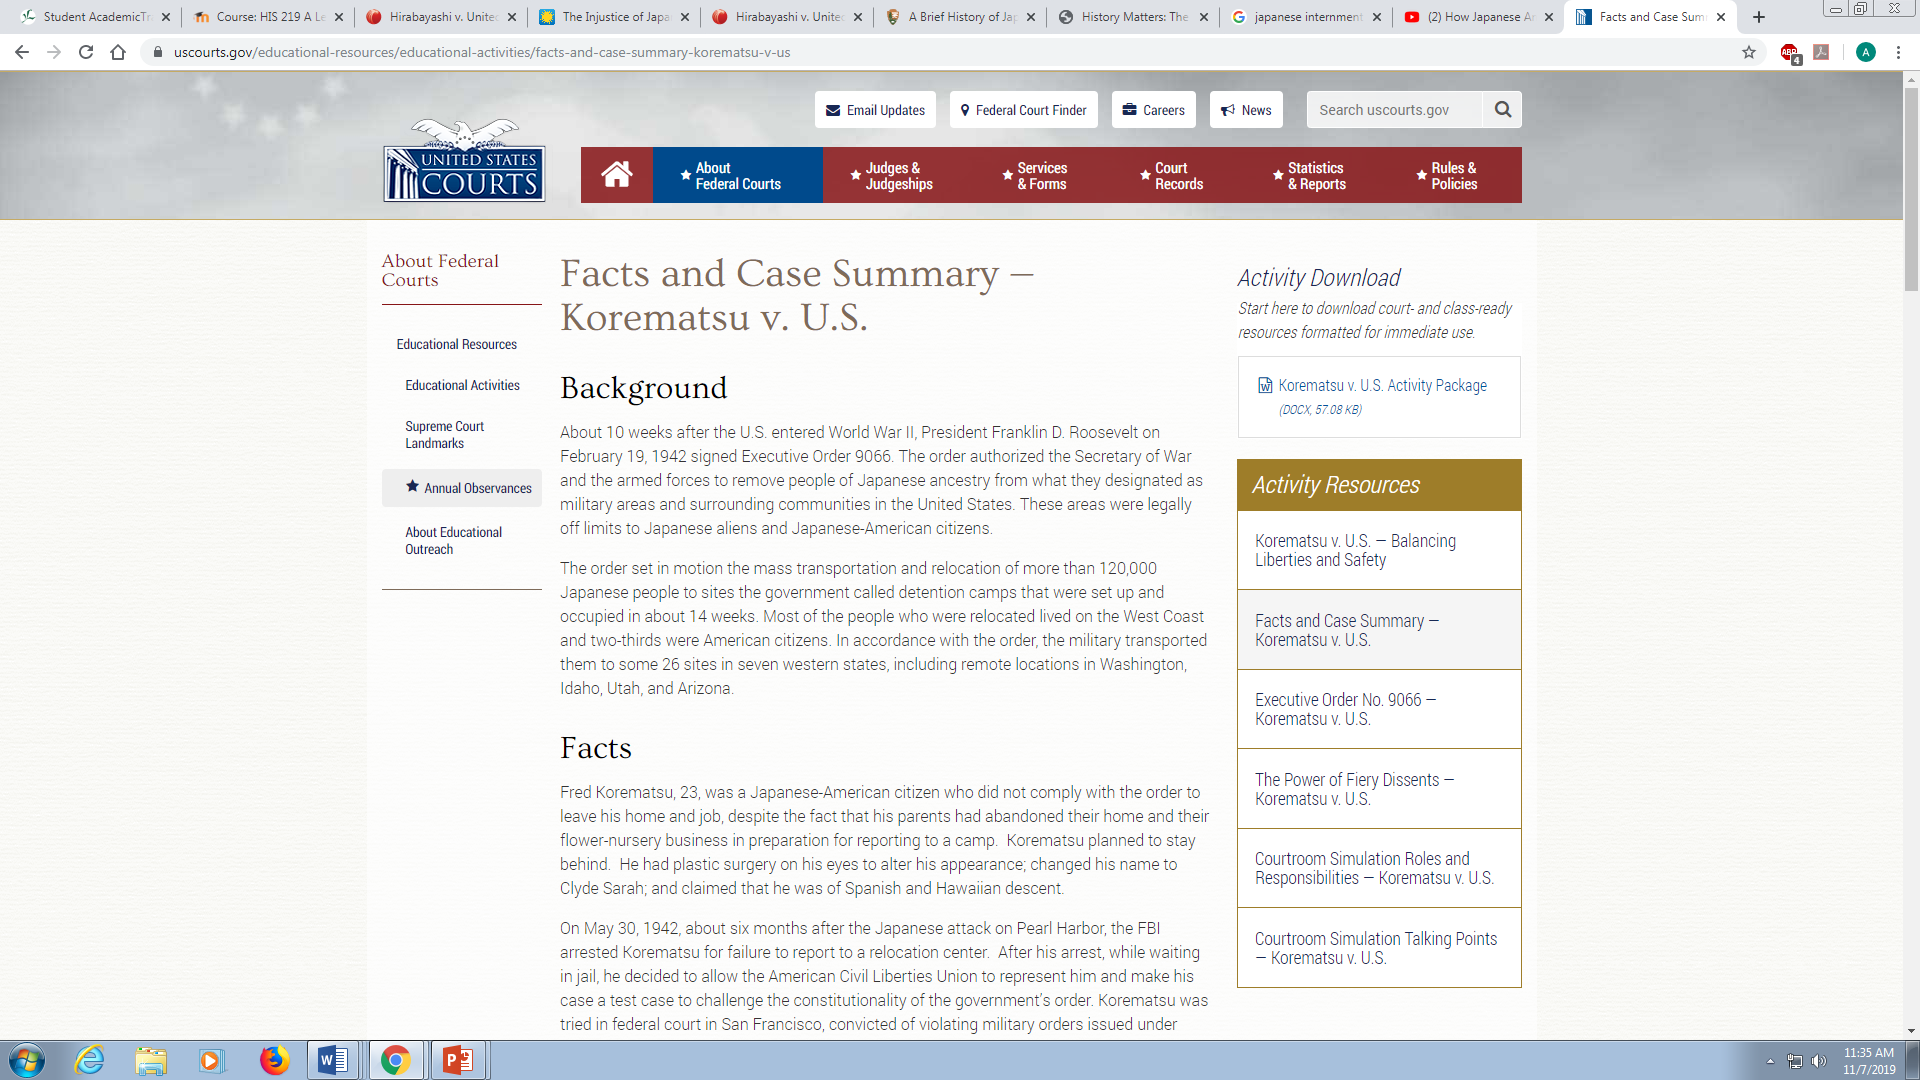 Student AcademicTr
Course: HIS 219 A Le
Hirabayashi v. Unite
The Injustice of Japa
Hirabayashi v. Unite
A Brief History of Jap
History Matters: The
japanese internment
(2) How Japanese Ar
Facts and Case Sum
uscourts.gov/educational-resources/educational-activities/facts-and-case-summary-korematsu-v-us
ABP
4
A
Email Updates
Federal Court Finder
Careers
News
Search uscourts.gov
UNITED STATES
COURTS
About
Federal Courts
Judges &
Judgeships
Services
& Forms
Court
Records
Statistics
& Reports
Rules &
Policies
About Federal
Courts
Educational Resources
Educational Activities
Supreme Court
Landmarks
Annual Observances
About Educational
Outreach
Facts and Case Summary —
Korematsu v. U.S.
Background
About 10 weeks after the U.S. entered World War II, President Franklin D. Roosevelt on
February 19, 1942 signed Executive Order 9066. The order authorized the Secretary of War
and the armed forces to remove people of Japanese ancestry from what they designated as
military areas and surrounding communities in the United States. These areas were legally
off limits to Japanese aliens and Japanese-American citizens.
The order set in motion the mass transportation and relocation of more than 120,000
Japanese people to sites the government called detention camps that were set up and
occupied in about 14 weeks. Most of the people who were relocated lived on the West Coast
and two-thirds were American citizens. In accordance with the order, the military transported
them to some 26 sites in seven western states, including remote locations in Washington,
Idaho, Utah, and Arizona.
Facts
Fred Korematsu, 23, was a Japanese-American citizen who did not comply with the order to
leave his home and job, despite the fact that his parents had abandoned their home and their
flower-nursery business in preparation for reporting to a camp.  Korematsu planned to stay
behind.  He had plastic surgery on his eyes to alter his appearance; changed his name to
Clyde Sarah; and claimed that he was of Spanish and Hawaiian descent.
On May 30, 1942, about six months after the Japanese attack on Pearl Harbor, the FBI
arrested Korematsu for failure to report to a relocation center.  After his arrest, while waiting
in jail, he decided to allow the American Civil Liberties Union to represent him and make his
case a test case to challenge the constitutionality of the government's order. Korematsu was
tried in federal court in San Francisco, convicted of violating military orders issued under
Activity Download
Start here to download court- and class-ready
resources formatted for immediate use.
Korematsu v. U.S. Activity Package
(DOCX, 57.08 KB)
Activity Resources
Korematsu v. U.S. — Balancing
Liberties and Safety
Facts and Case Summary —
Korematsu v. U.S.
Executive Order No. 9066 —
Korematsu v. U.S.
The Power of Fiery Dissents —
Korematsu v. U.S.
Courtroom Simulation Roles and
Responsibilities — Korematsu v. U.S.
Courtroom Simulation Talking Points
— Korematsu v. U.S.
11:35 AM
11/7/2019